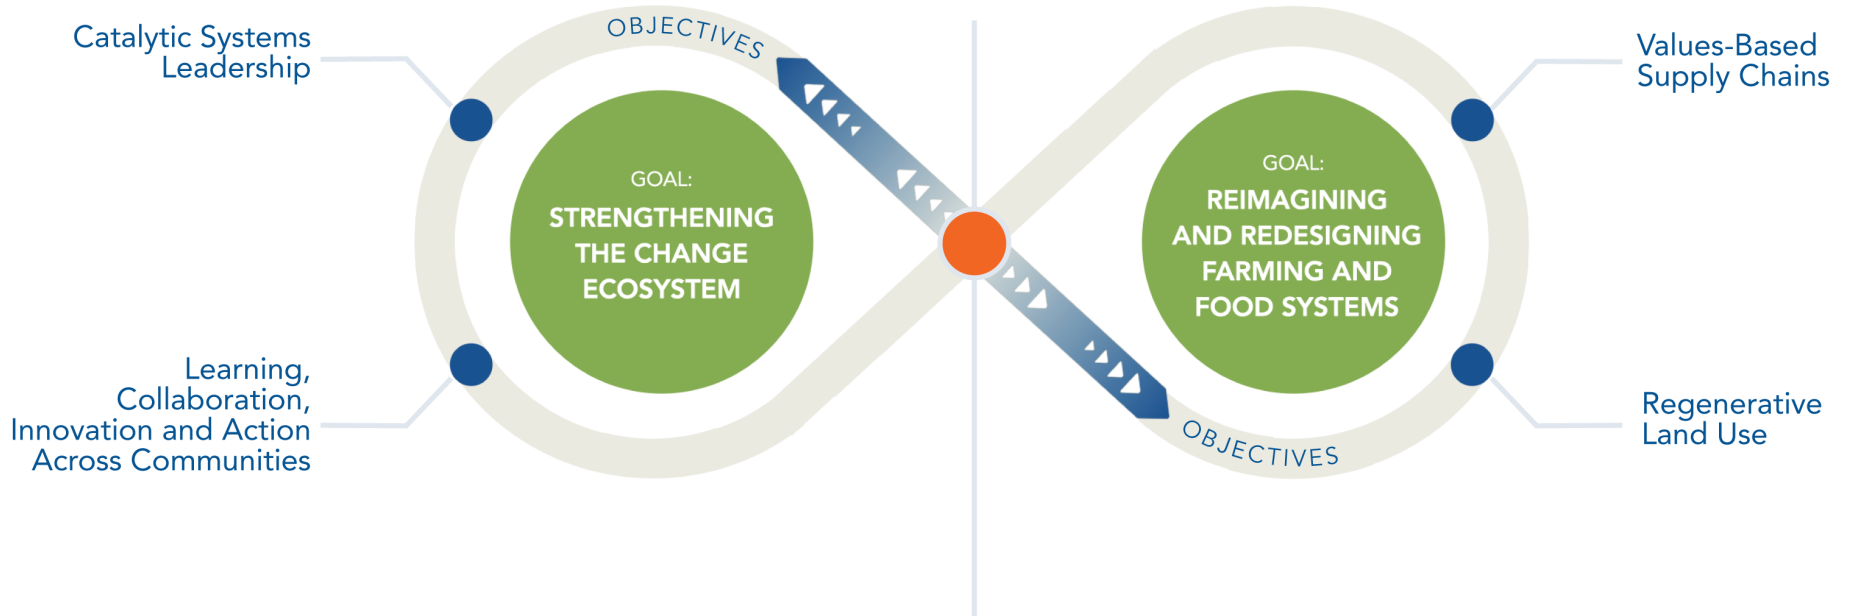 Catalytic Systems
Leadership
Learning,
Collaboration,
Innovation and Action
Across Communities
OBJECTIVES
GOAL:
STRENGTHENING
THE CHANGE
ECOSYSTEM
GOAL:
REIMAGINING
AND REDESIGNING
FARMING AND
FOOD SYSTEMS
OBJECTIVES
Values-Based
Supply Chains
Regenerative
Land Use